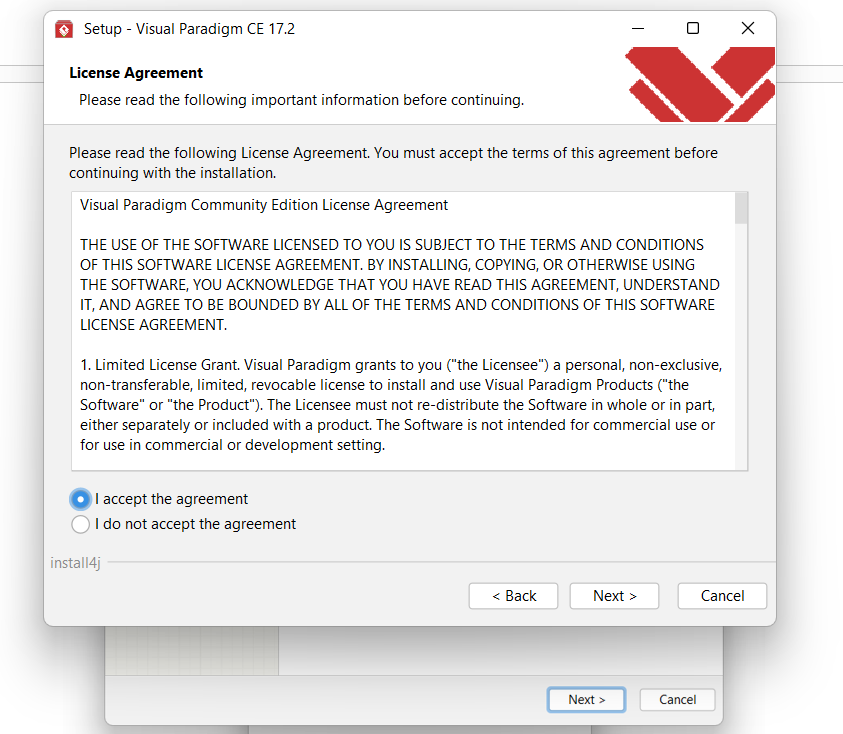 Setup - Visual Paradigm CE 17.2
License Agreement
Please read the following important information before continuing.
Please read the following License Agreement. You must accept the terms of this agreement before
continuing with the installation.
Visual Paradigm Community Edition License Agreement
THE USE OF THE SOFTWARE LICENSED TO YOU IS SUBJECT TO THE TERMS AND CONDITIONS
OF THIS SOFTWARE LICENSE AGREEMENT. BY INSTALLING, COPYING, OR OTHERWISE USING
THE SOFTWARE, YOU ACKNOWLEDGE THAT YOU HAVE READ THIS AGREEMENT, UNDERSTAND
IT, AND AGREE TO BE BOUNDED BY ALL OF THE TERMS AND CONDITIONS OF THIS SOFTWARE
LICENSE AGREEMENT.
1. Limited License Grant. Visual Paradigm grants to you ("the Licensee") a personal, non-exclusive,
non-transferable, limited, revocable license to install and use Visual Paradigm Products ("the
Software" or "the Product"). The Licensee must not re-distribute the Software in whole or in part,
either separately or included with a product. The Software is not intended for commercial use or
for use in commercial or development setting.
I accept the agreement
I do not accept the agreement
install4j
< Back Next > Cancel
Next > Cancel